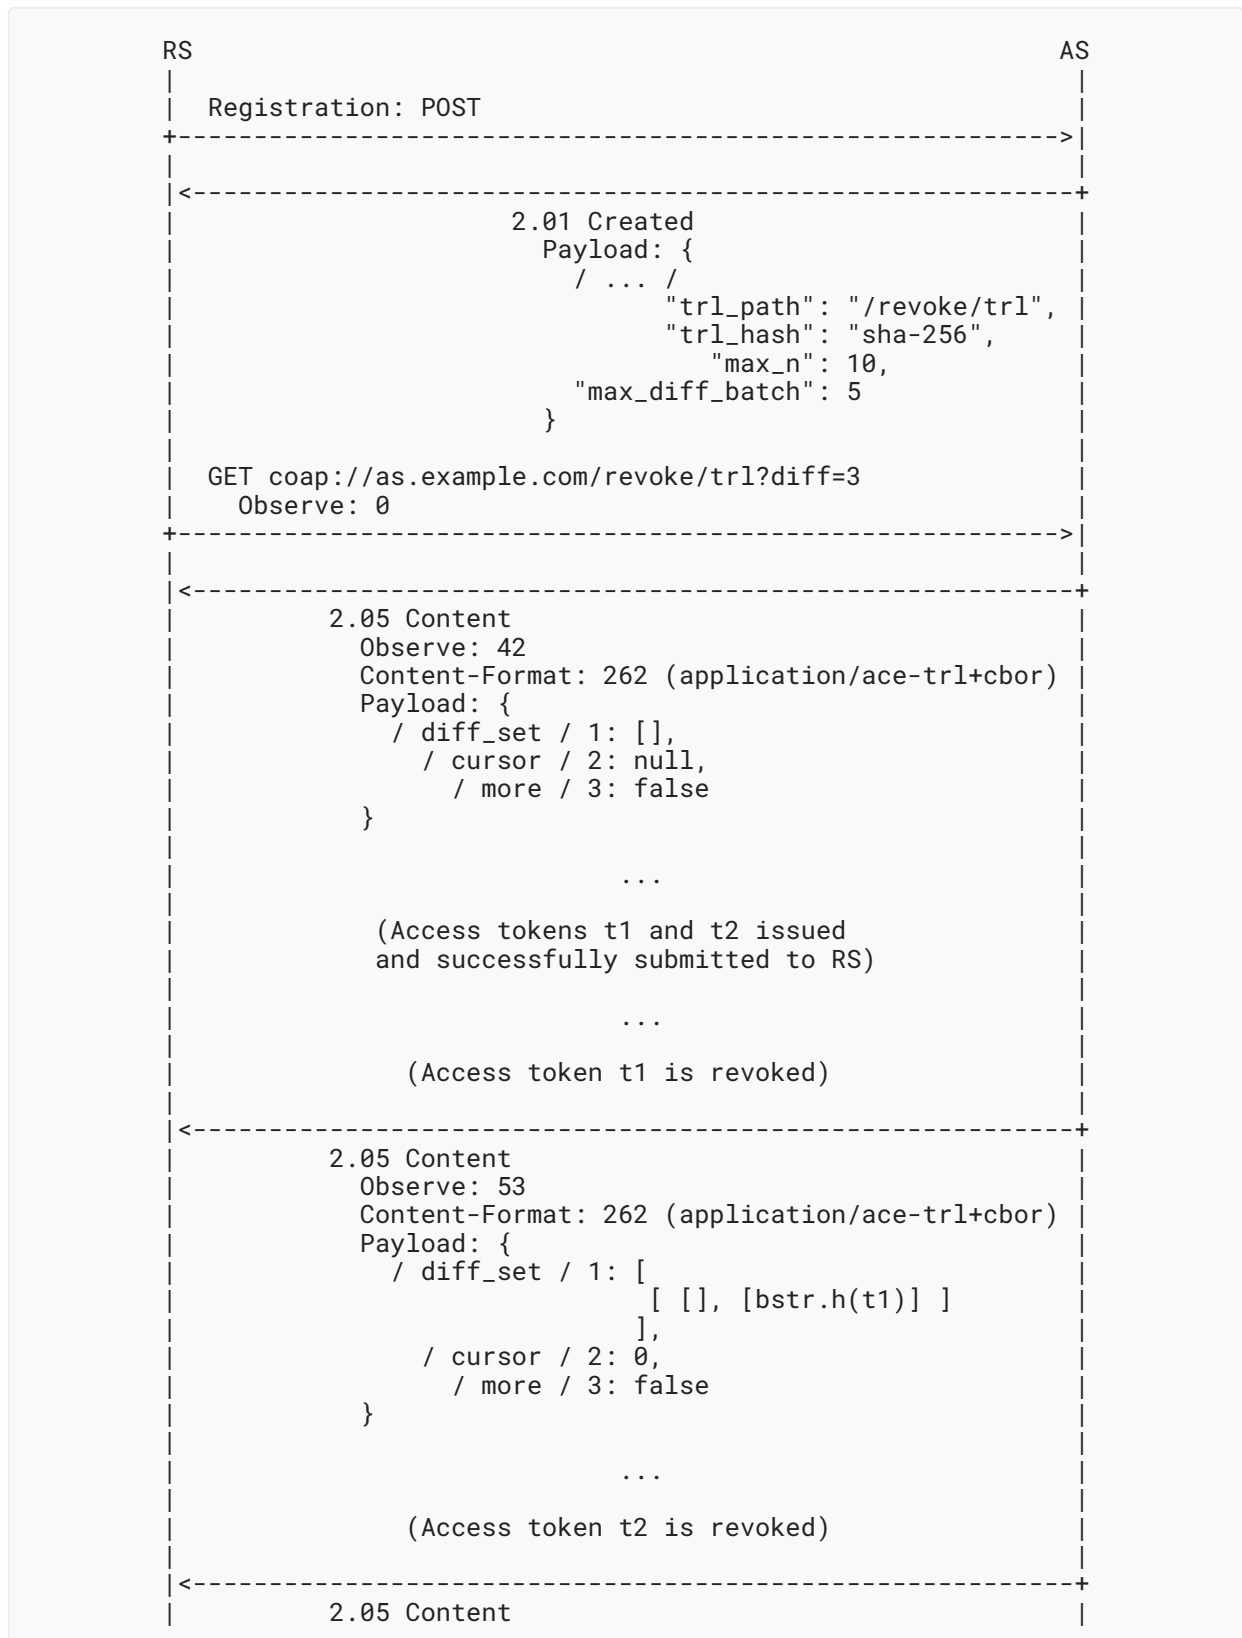 RS                                                          AS
|                                                            |
|  Registration: POST                                        |
+---------------------------------------------------------->|
|                                                            |
|<----------------------------------------------------------+
|                      2.01 Created                          |
|                        Payload: {                          |
|                          / ... /                           |
|                                "trl_path": "/revoke/trl",  |
|                                "trl_hash": "sha-256",      |
|                                   "max_n": 10,             |
|                          "max_diff_batch": 5               |
|                        }                                   |
|                                                            |
|  GET coap://as.example.com/revoke/trl?diff=3               |
|    Observe: 0                                              |
+---------------------------------------------------------->|
|                                                            |
|<----------------------------------------------------------+
|          2.05 Content                                      |
|            Observe: 42                                     |
|            Content-Format: 262 (application/ace-trl+cbor)  |
|            Payload: {                                      |
|              / diff_set / 1: [],                           |
|                / cursor / 2: null,                         |
|                  / more / 3: false                         |
|            }                                               |
|                                                            |
|                             ...                            |
|                                                            |
|             (Access tokens t1 and t2 issued                |
|             and successfully submitted to RS)              |
|                                                            |
|                             ...                            |
|                                                            |
|               (Access token t1 is revoked)                 |
|                                                            |
|<----------------------------------------------------------+
|          2.05 Content                                      |
|            Observe: 53                                     |
|            Content-Format: 262 (application/ace-trl+cbor)  |
|            Payload: {                                      |
|              / diff_set / 1: [                             |
|                               [ [], [bstr.h(t1)] ]         |
|                              ],                            |
|                / cursor / 2: 0,                            |
|                  / more / 3: false                         |
|            }                                               |
|                                                            |
|                             ...                            |
|                                                            |
|               (Access token t2 is revoked)                 |
|                                                            |
|<----------------------------------------------------------+
|          2.05 Content                                      |